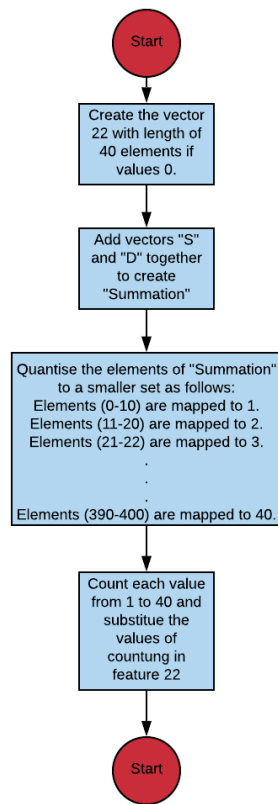 Start
Create the vector
22 with length of
40 elements if
values 0.
Add vectors "S"
and "D" together
to create
"Summation"
Quantise the elements of "Summation"
to a smaller set as follows:
Elements (0-10) are mapped to 1.
Elements (11-20) are mapped to 2.
Elements (21-22) are mapped to 3.
.
.
.
Elements (390-400) are mapped to 40.
Count each value
from 1 to 40 and
substitue the
values of
countung in
feature 22
Start